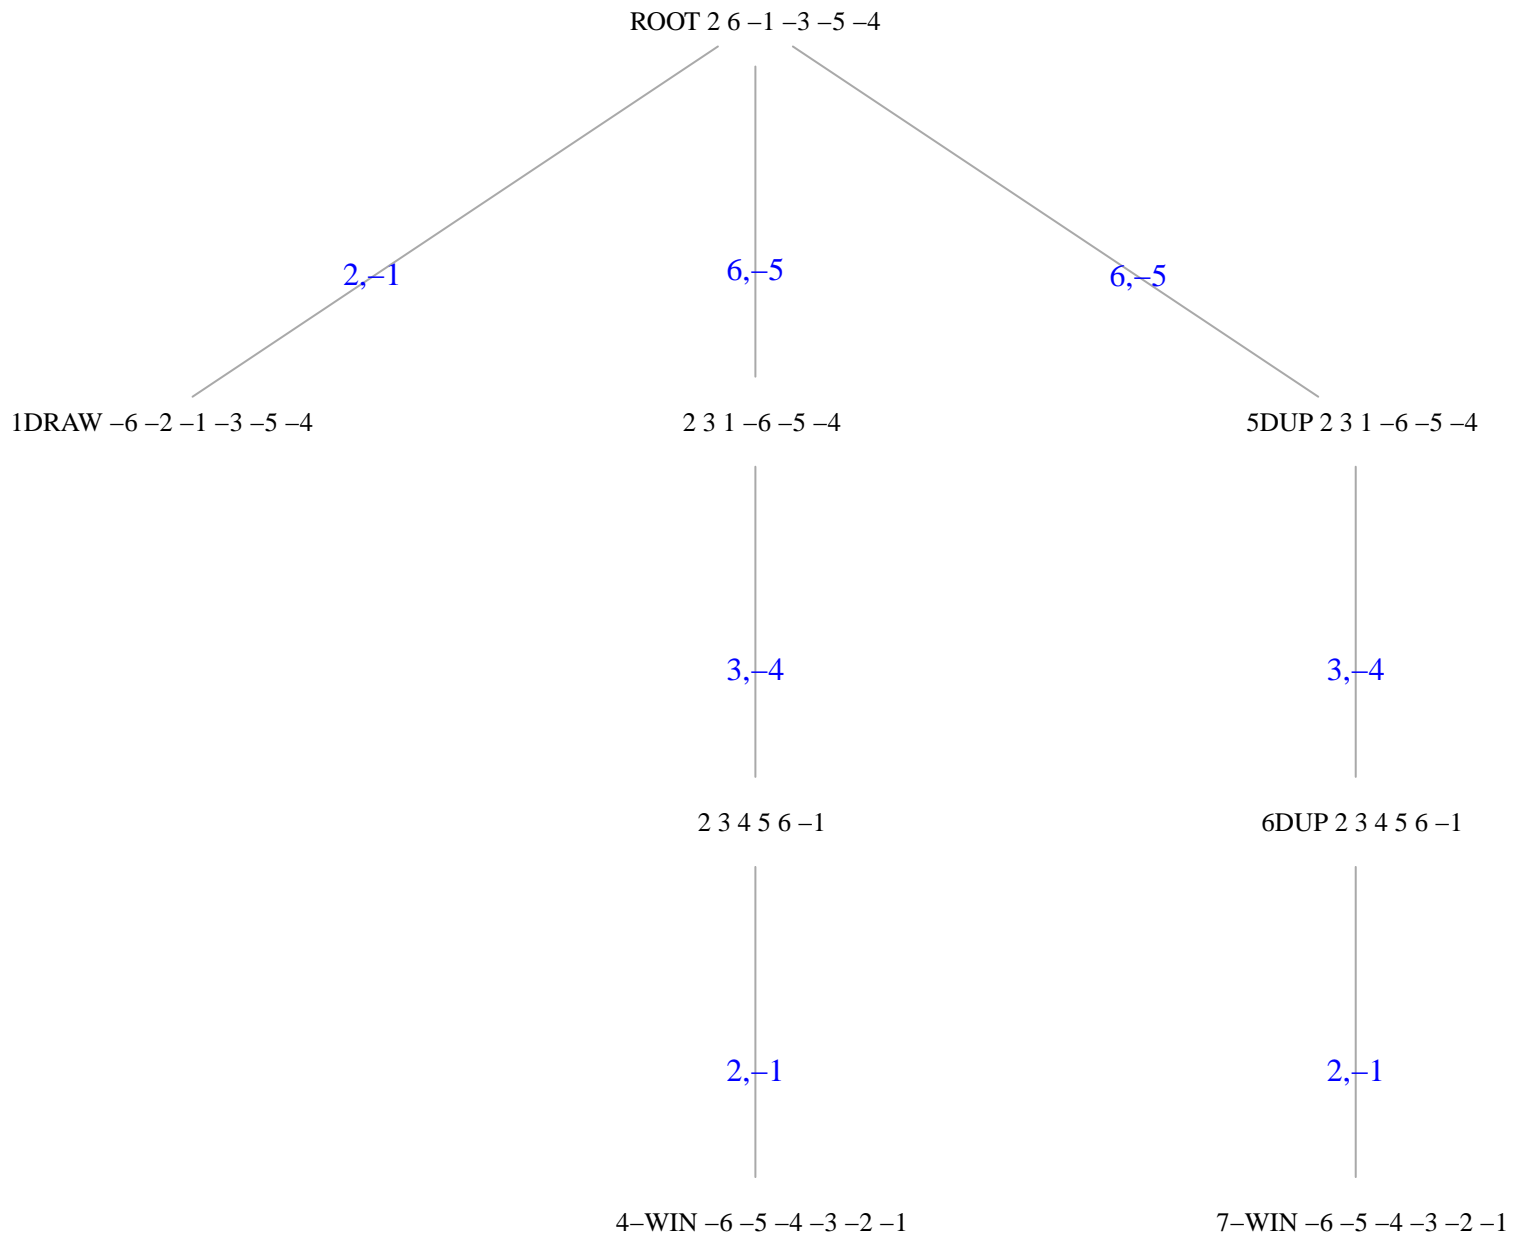 ROOT 2 6 –1 –3 –5 –4
2,–1
6,–5
6,–5
1DRAW –6 –2 –1 –3 –5 –4
2 3 1 –6 –5 –4
5DUP 2 3 1 –6 –5 –4
3,–4
3,–4
2 3 4 5 6 –1
6DUP 2 3 4 5 6 –1
2,–1
2,–1
4–WIN –6 –5 –4 –3 –2 –1
7–WIN –6 –5 –4 –3 –2 –1